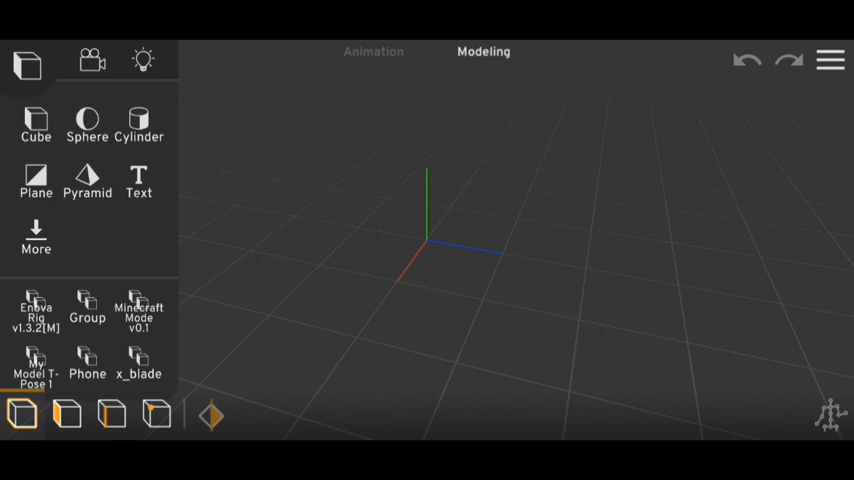 Animation
Modeling
Cube
Sphere
Cylinder
Plane
Pyramid
Text
More
Enova
Rig
v1.3.2[M]
Group
Minecraft
Mode
v0.1
My
Model T-
Pose 1
Phone
x_blade